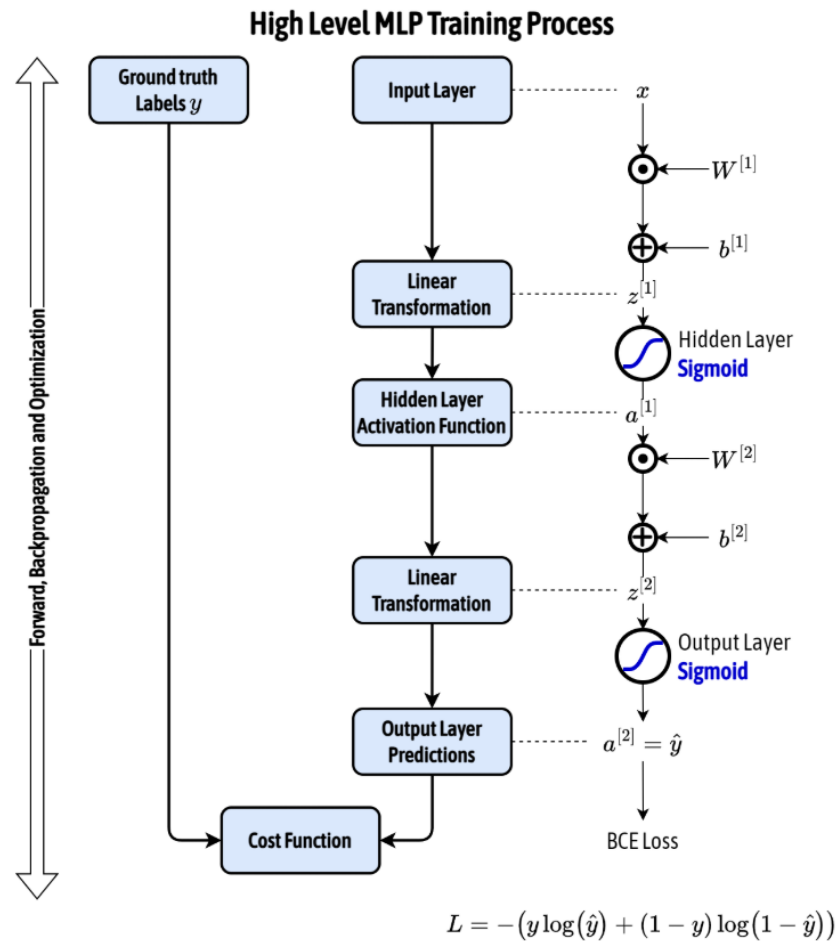 High Level MLP Training Process
Ground truth
Labels y
Input Layer
x
W^{[1]}
b^{[1]}
Linear
Transformation
z^{[1]}
Hidden Layer
Sigmoid
Hidden Layer
Activation Function
a^{[1]}
W^{[2]}
b^{[2]}
Linear
Transformation
z^{[2]}
Output Layer
Sigmoid
Output Layer
Predictions
a^{[2]} = ŷ
Cost Function
BCE Loss
L = −(y log(ŷ) + (1 − y) log(1 − ŷ))
Forward, Backpropagation and Optimization